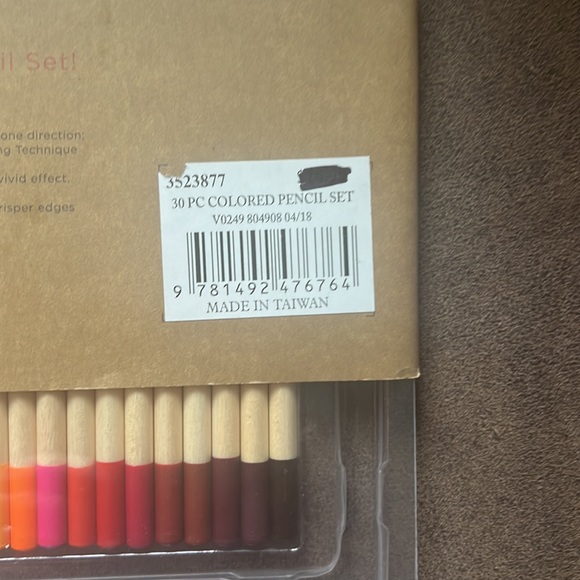 il Set!
one direction;
ng Technique
vivid effect.
risper edges
3523877
30 PC COLORED PENCIL SET
V0249 804908 04/18
9 781492 476764
MADE IN TAIWAN